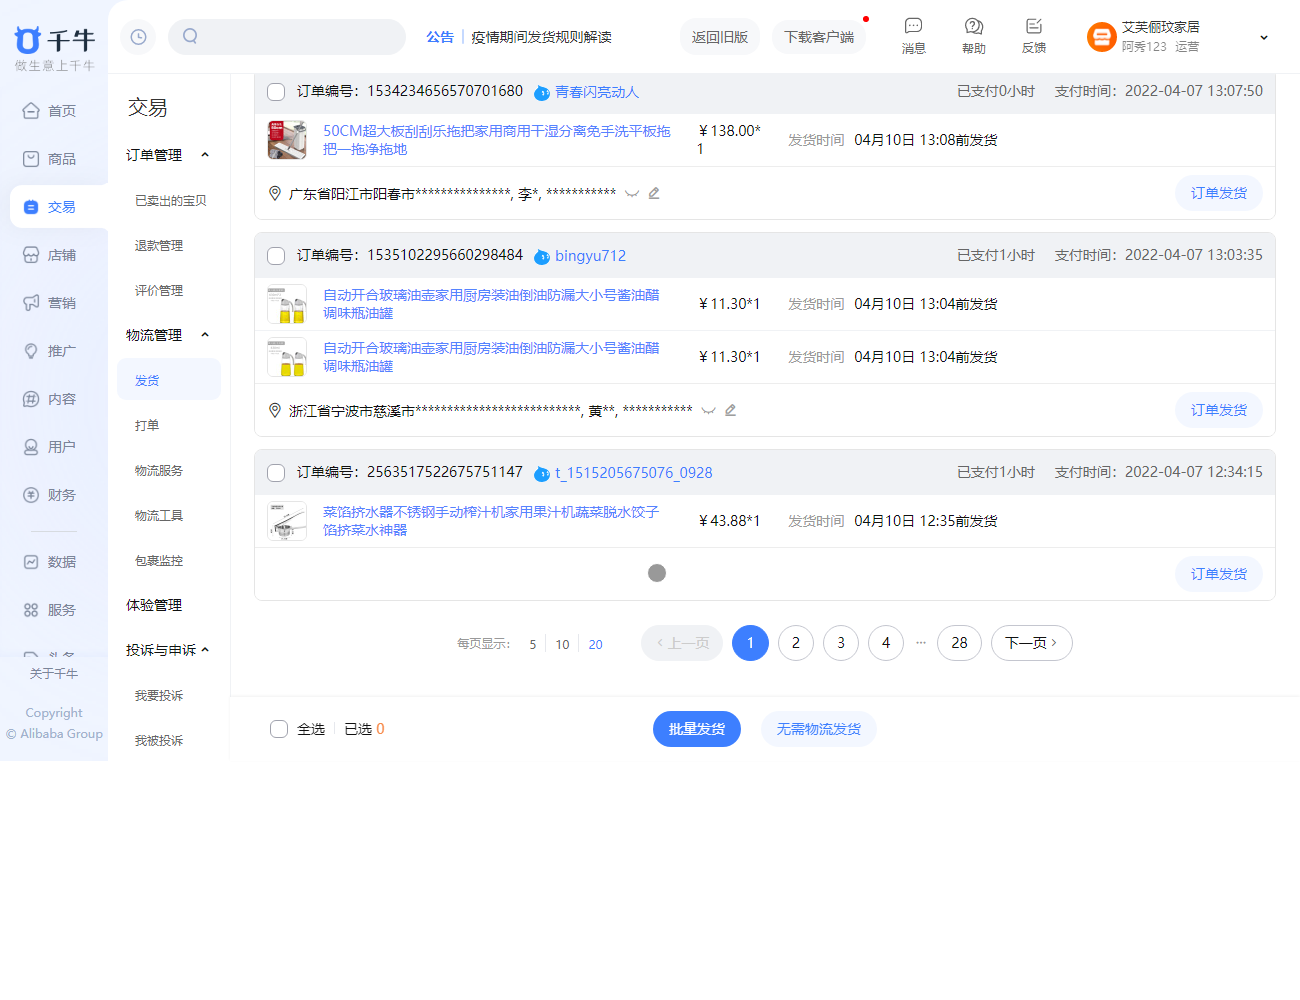 千牛
做生意上千牛
公告 疫情期间发货规则解读
返回旧版
下载客户端
消息
帮助
反馈
艾芙俪玟家居
阿秀123 运营
首页
商品
交易
店铺
营销
推广
内容
用户
财务
数据
服务
关于千牛
Copyright
© Alibaba Group
交易
订单管理
已卖出的宝贝
退款管理
评价管理
物流管理
发货
打单
物流服务
物流工具
包裹监控
体验管理
投诉与申诉
我要投诉
我被投诉
订单编号：1534234656570701680 青春闪亮动人 已支付0小时 支付时间：2022-04-07 13:07:50
50CM超大板刮刮乐拖把家用商用干湿分离免手洗平板拖
把一拖净拖地
￥138.00*
1
发货时间 04月10日 13:08前发货
广东省阳江市阳春市***************, 李*, ***********
订单发货
订单编号：1535102295660298484 bingyu712 已支付1小时 支付时间：2022-04-07 13:03:35
自动开合玻璃油壶家用厨房装油倒油防漏大小号酱油醋
调味瓶油罐
￥11.30*1 发货时间 04月10日 13:04前发货
自动开合玻璃油壶家用厨房装油倒油防漏大小号酱油醋
调味瓶油罐
￥11.30*1 发货时间 04月10日 13:04前发货
浙江省宁波市慈溪市**************************, 黄**, ***********
订单发货
订单编号：2563517522675751147 t_1515205675076_0928 已支付1小时 支付时间：2022-04-07 12:34:15
菜馅挤水器不锈钢手动榨汁机家用果汁机蔬菜脱水饺子
馅挤菜水神器
￥43.88*1 发货时间 04月10日 12:35前发货
订单发货
每页显示: 5 10 20 上一页 1 2 3 4 ··· 28 下一页
全选 已选 0 批量发货 无需物流发货